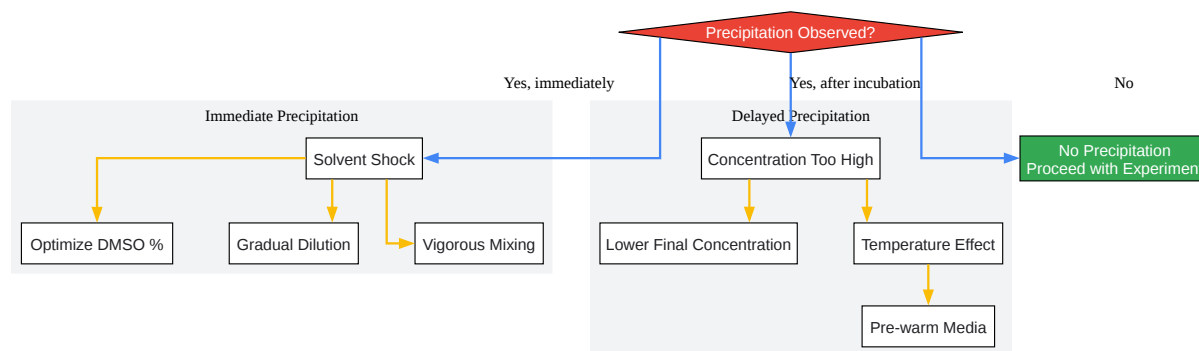 Precipitation Observed?
Yes, immediately
Yes, after incubation
No
Immediate Precipitation
Delayed Precipitation
Solvent Shock
Concentration Too High
No Precipitation
Proceed with Experiment
Optimize DMSO %
Gradual Dilution
Vigorous Mixing
Lower Final Concentration
Temperature Effect
Pre-warm Media